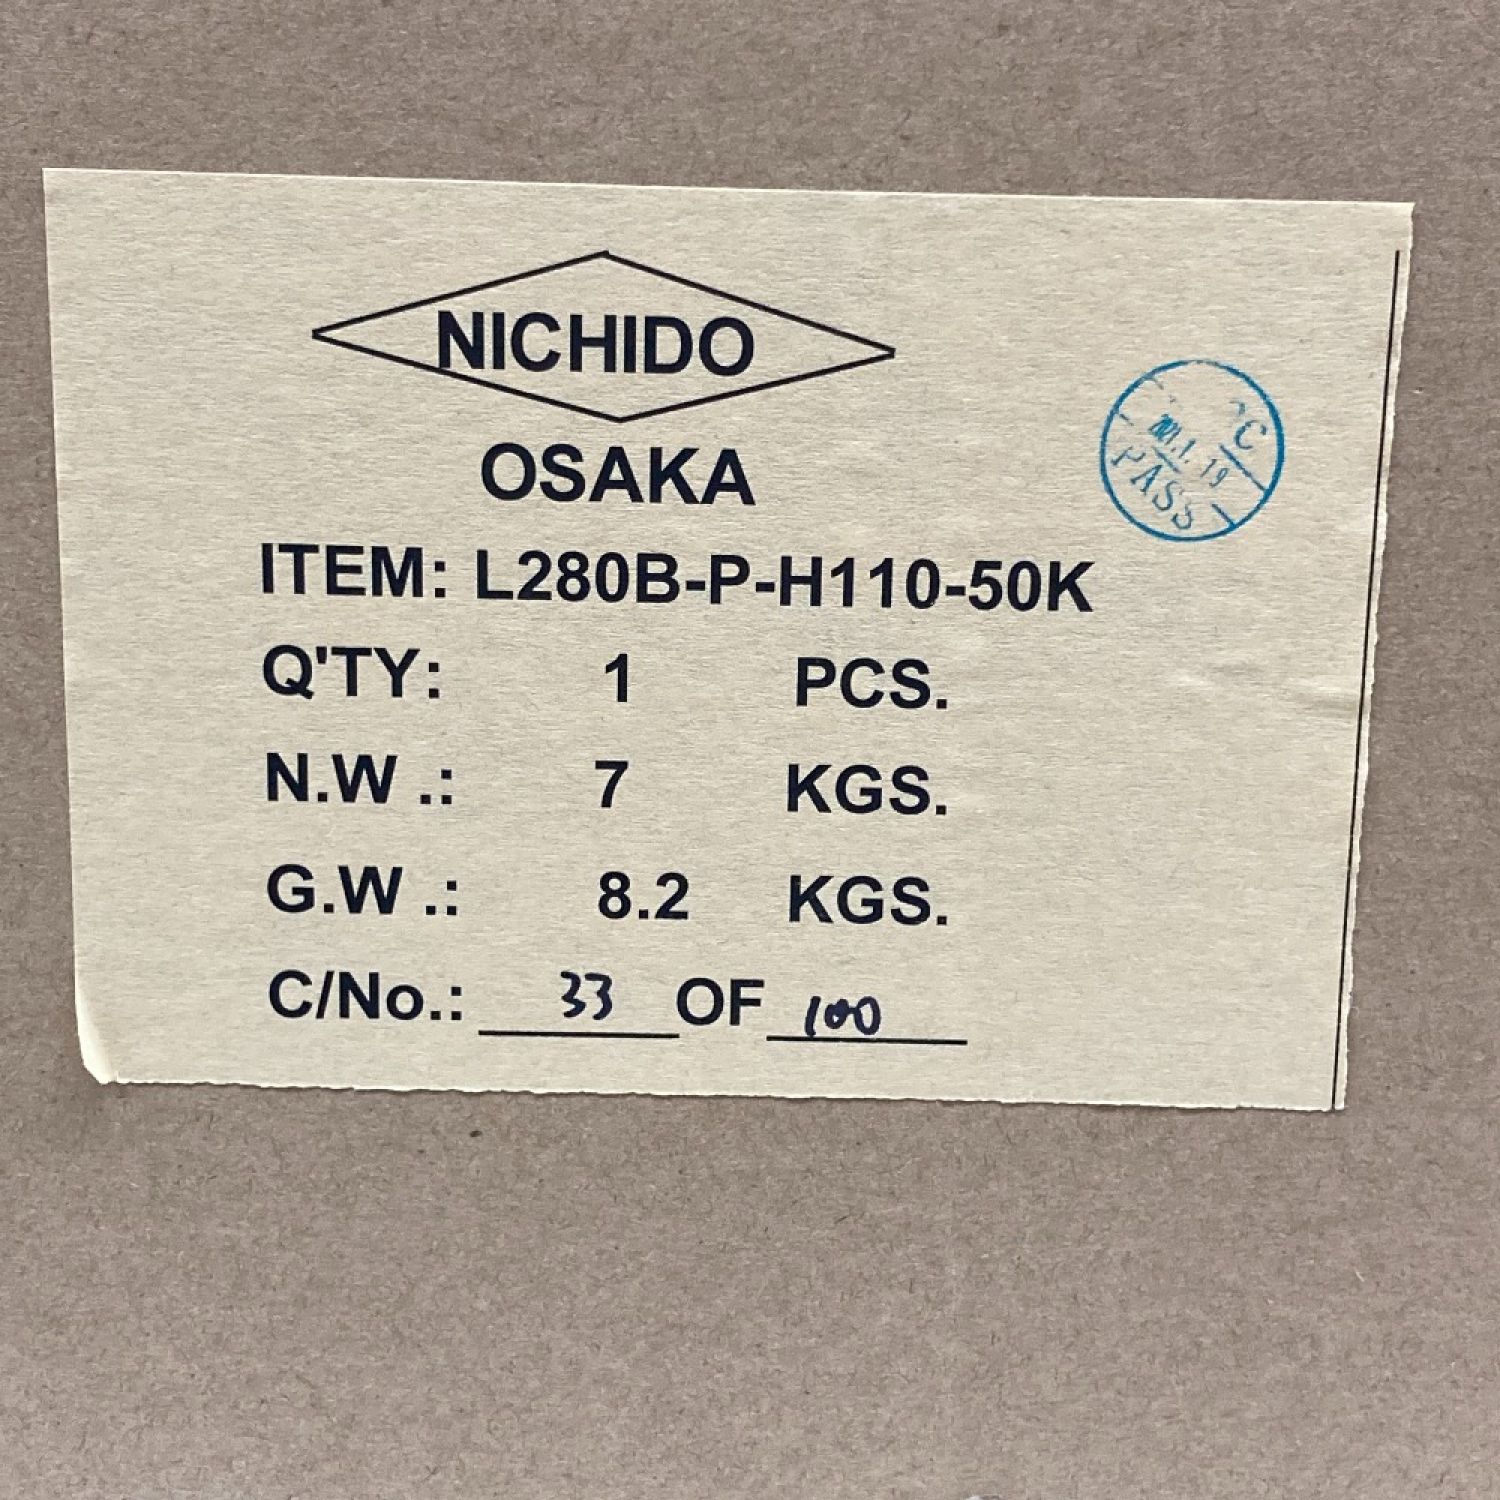 NICHIDO
OSAKA
ITEM: L280B-P-H110-50K
Q'TY: 1 PCS.
N.W .: 7 KGS.
G.W .: 8.2 KGS.
C/No.: 33 OF 100
PASS